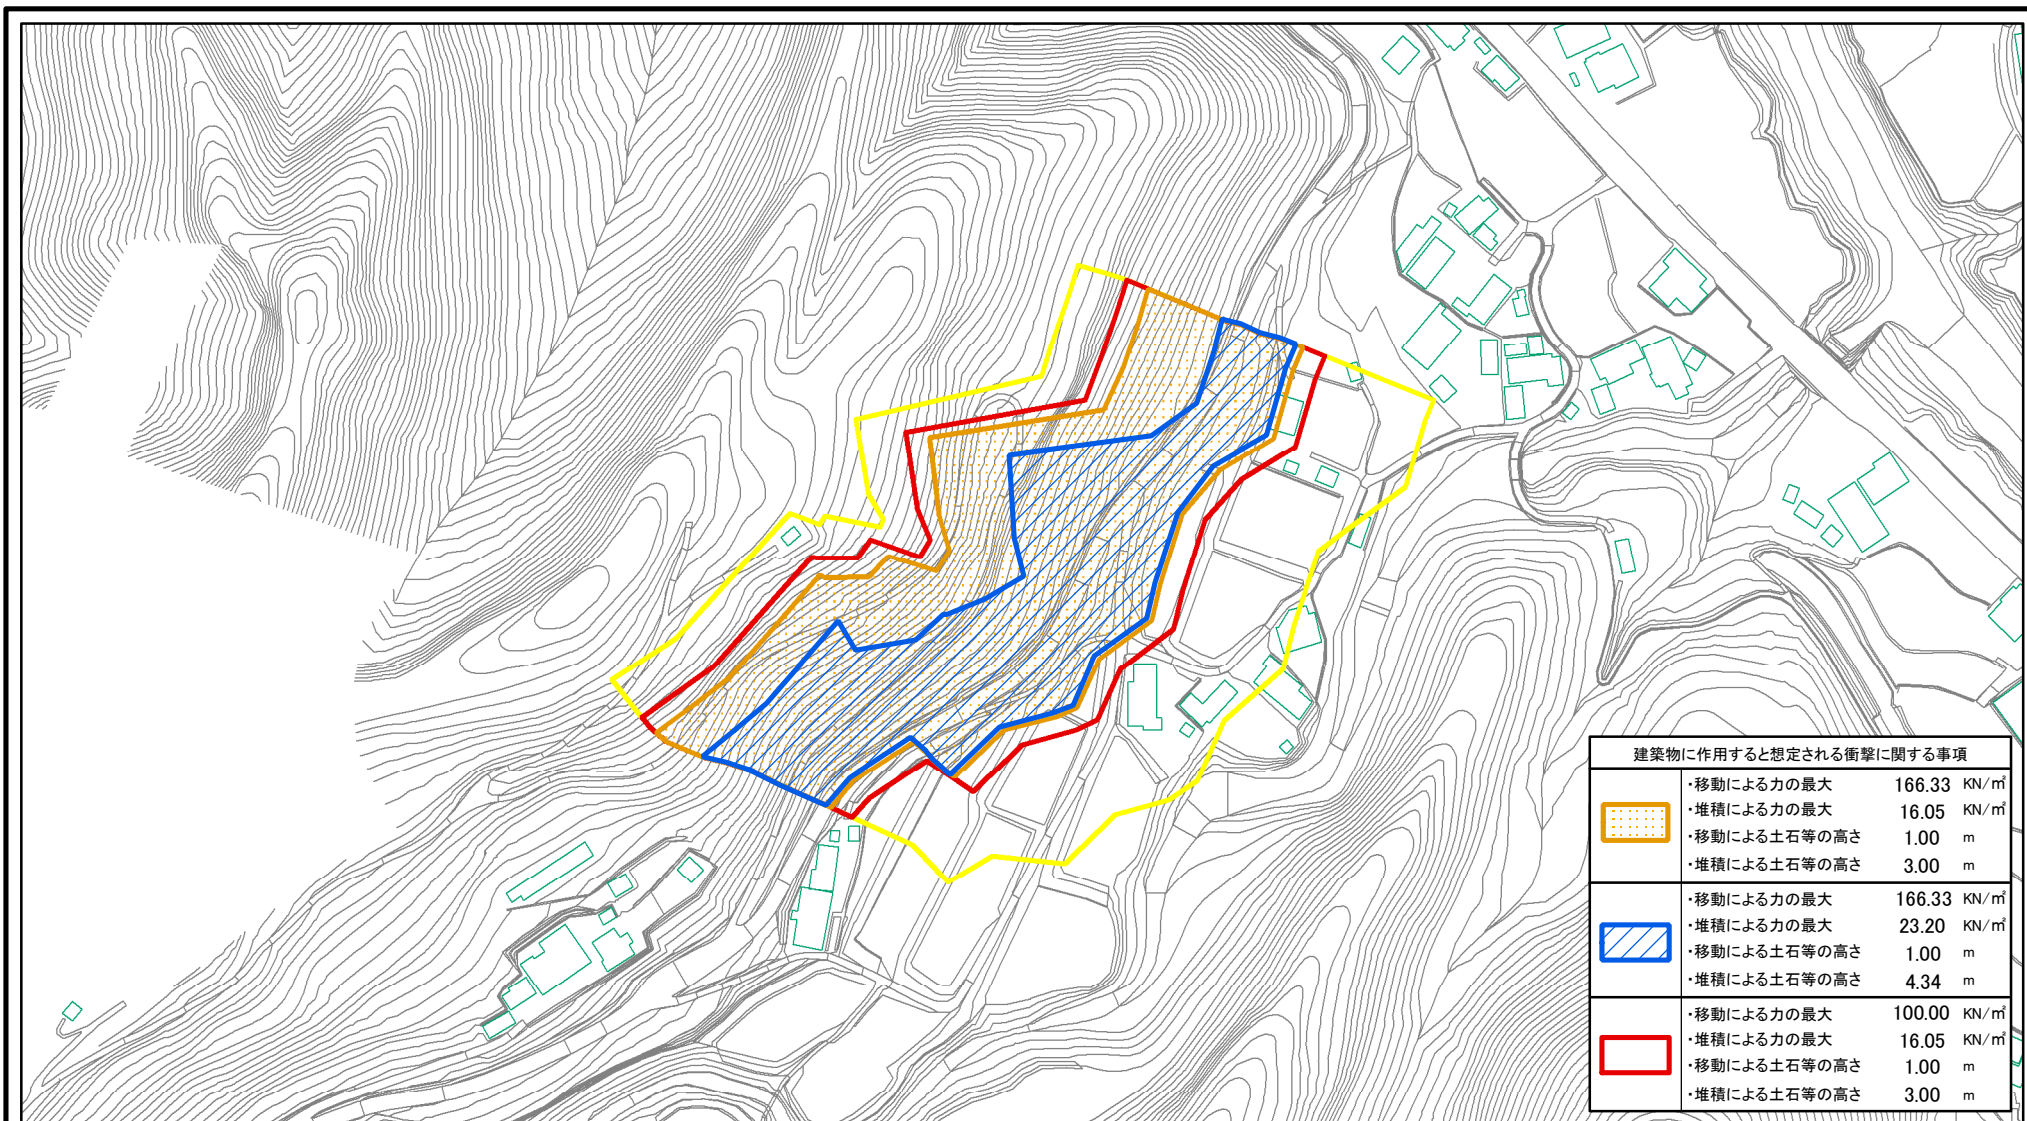 建築物に作用すると想定される衝撃に関する事項
・移動による力の最大 166.33 KN/㎡
・堆積による力の最大 16.05 KN/㎡
・移動による土石等の高さ 1.00 m
・堆積による土石等の高さ 3.00 m
・移動による力の最大 166.33 KN/㎡
・堆積による力の最大 23.20 KN/㎡
・移動による土石等の高さ 1.00 m
・堆積による土石等の高さ 4.34 m
・移動による力の最大 100.00 KN/㎡
・堆積による力の最大 16.05 KN/㎡
・移動による土石等の高さ 1.00 m
・堆積による土石等の高さ 3.00 m